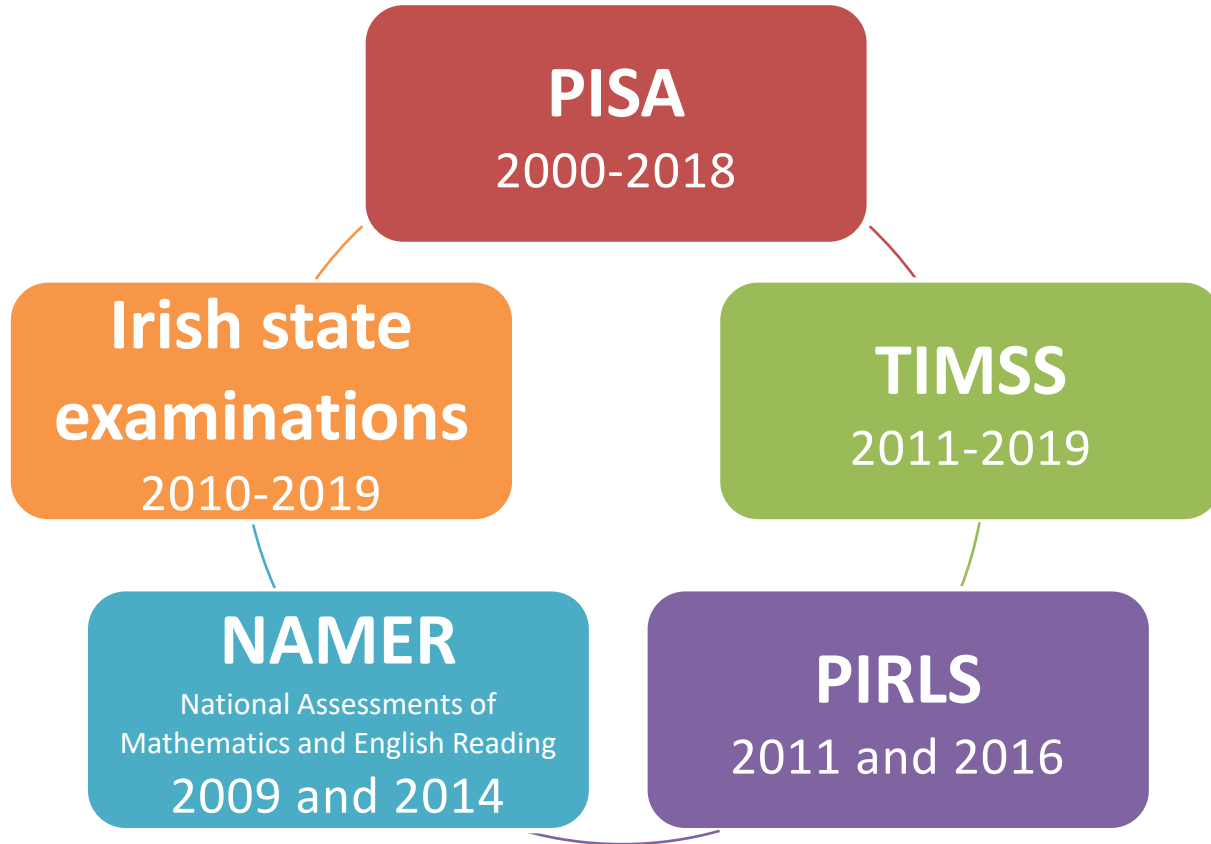 PISA
2000-2018
Irish state
examinations
2010-2019
TIMSS
2011-2019
NAMER
National Assessments of
Mathematics and English Reading
2009 and 2014
PIRLS
2011 and 2016